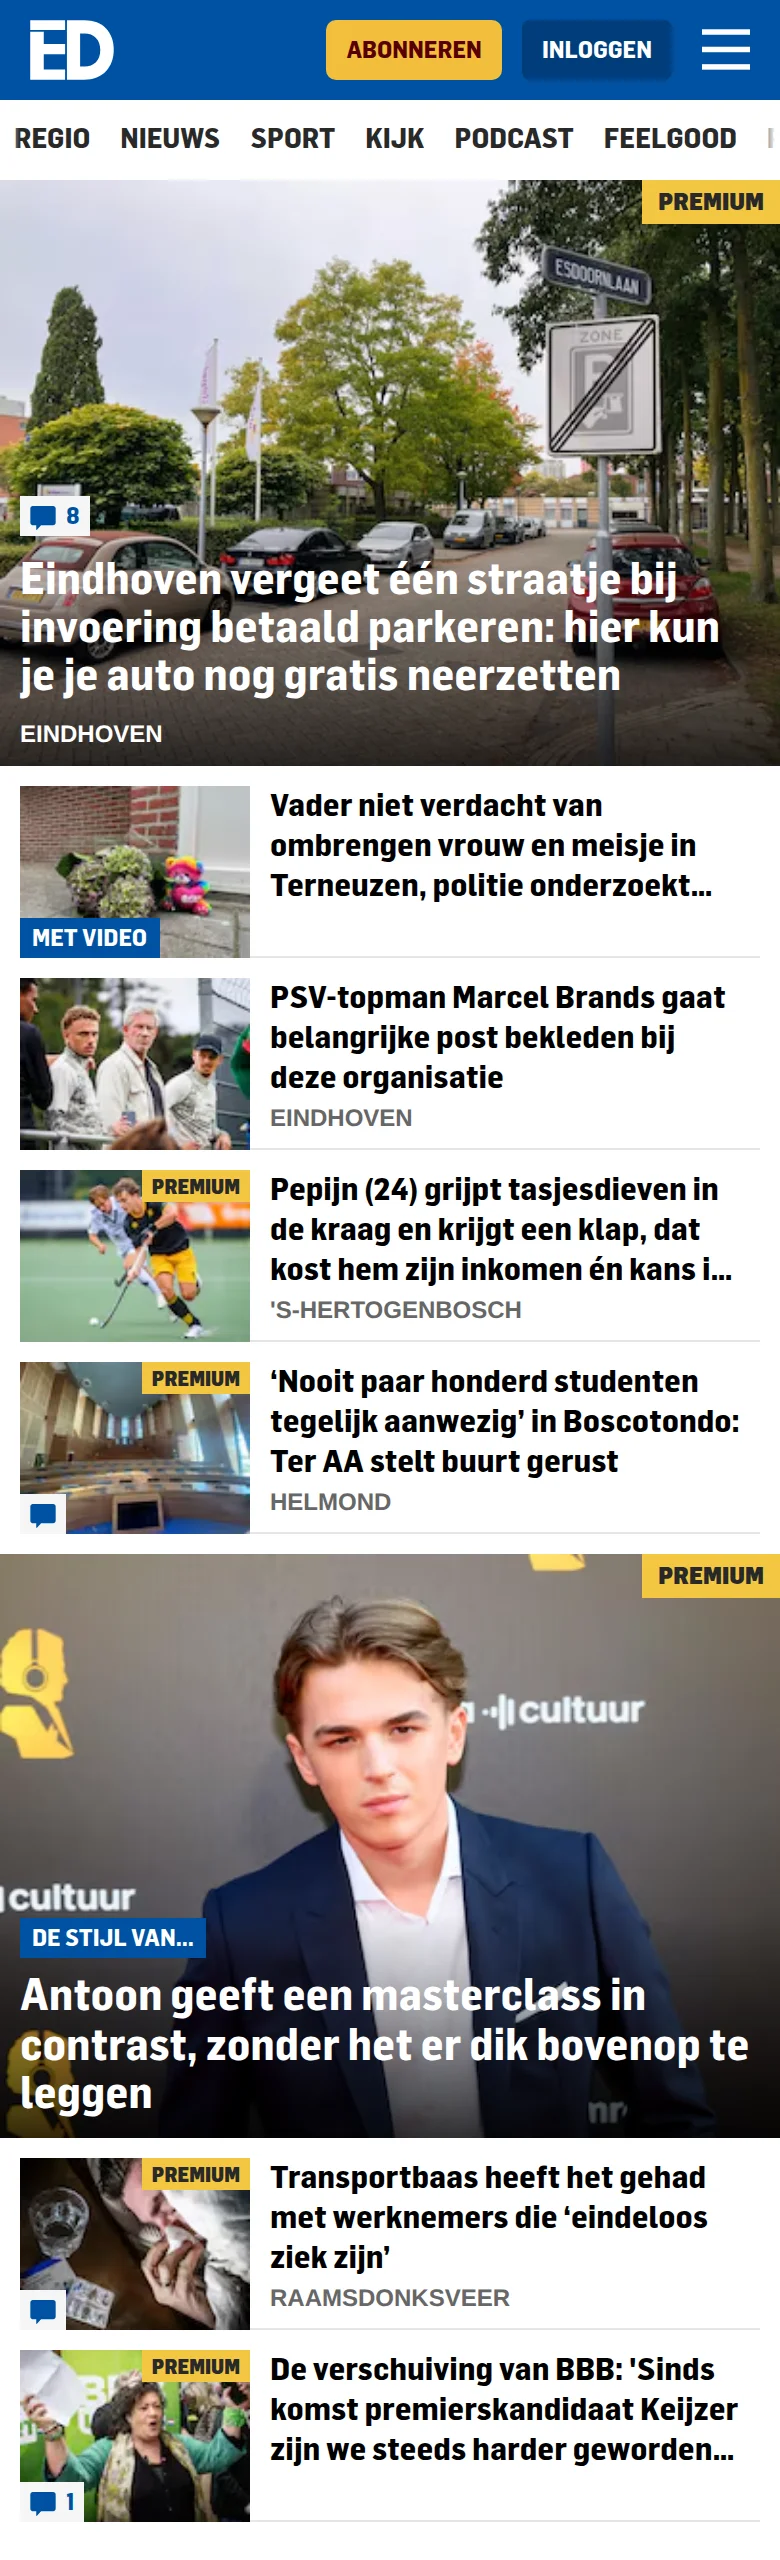 ED
ABONNEREN
INLOGGEN
REGIO NIEUWS SPORT KIJK PODCAST FEELGOOD
PREMIUM
ESDOORNLAAN
ZONE
8
Eindhoven vergeet één straatje bij
invoering betaald parkeren: hier kun
je je auto nog gratis neerzetten
EINDHOVEN
Vader niet verdacht van
ombrengen vrouw en meisje in
Terneuzen, politie onderzoekt...
MET VIDEO
PSV-topman Marcel Brands gaat
belangrijke post bekleden bij
deze organisatie
EINDHOVEN
PREMIUM
Pepijn (24) grijpt tasjesdieven in
de kraag en krijgt een klap, dat
kost hem zijn inkomen én kans i...
'S-HERTOGENBOSCH
PREMIUM
‘Nooit paar honderd studenten
tegelijk aanwezig’ in Boscotondo:
Ter AA stelt buurt gerust
HELMOND
PREMIUM
cultuur
cultuur
DE STIJL VAN...
Antoon geeft een masterclass in
contrast, zonder het er dik bovenop te
leggen
PREMIUM
Transportbaas heeft het gehad
met werknemers die ‘eindeloos
ziek zijn’
RAAMSDONKSVEER
PREMIUM
De verschuiving van BBB: 'Sinds
komst premierskandidaat Keijzer
zijn we steeds harder geworden...
1